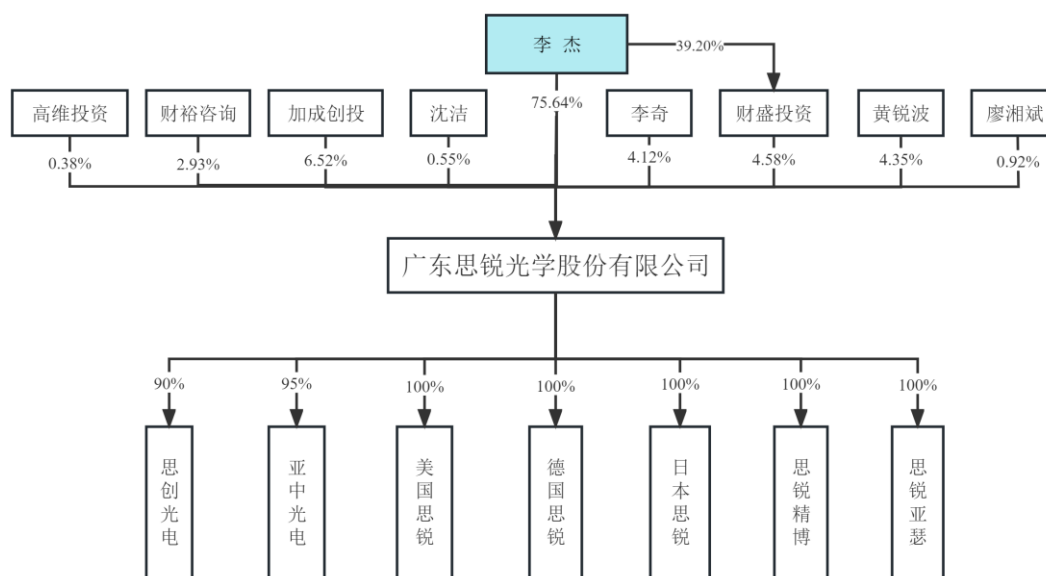 李 杰
39.20%
高维投资
财裕咨询
加成创投
沈洁
75.64%
李奇
财盛投资
黄锐波
廖湘斌
0.38%
2.93%
6.52%
0.55%
4.12%
4.58%
4.35%
0.92%
广东思锐光学股份有限公司
90%
95%
100%
100%
100%
100%
100%
思创光电
亚中光电
美国思锐
德国思锐
日本思锐
思锐精博
思锐亚瑟